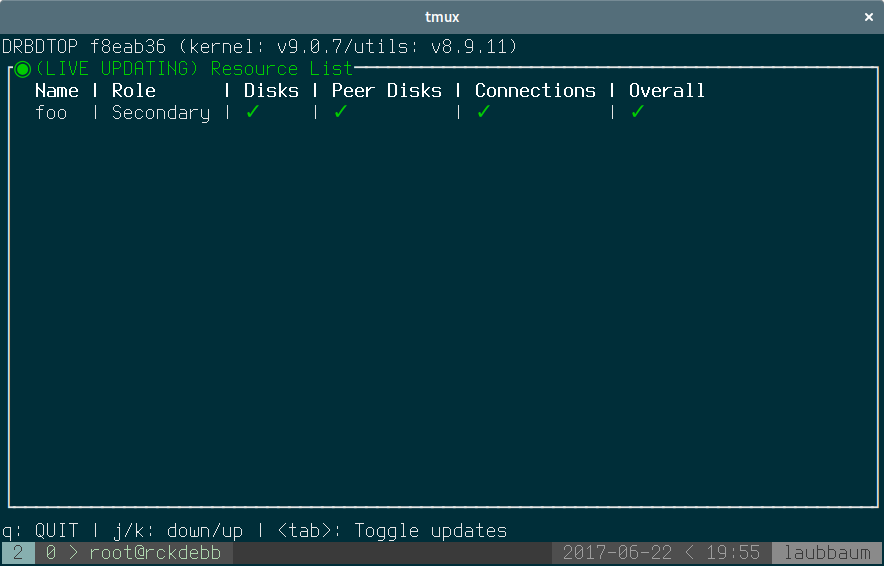 tmux ×
DRBDTOP f8eab36 (kernel: v9.0.7/utils: v8.9.11)
(LIVE UPDATING) Resource List
Name | Role | Disks | Peer Disks | Connections | Overall
foo | Secondary | ✓ | ✓ | ✓ | ✓
q: QUIT | j/k: down/up | <tab>: Toggle updates
2 0 > root@rckdebb 2017-06-22 < 19:55 laubbaum